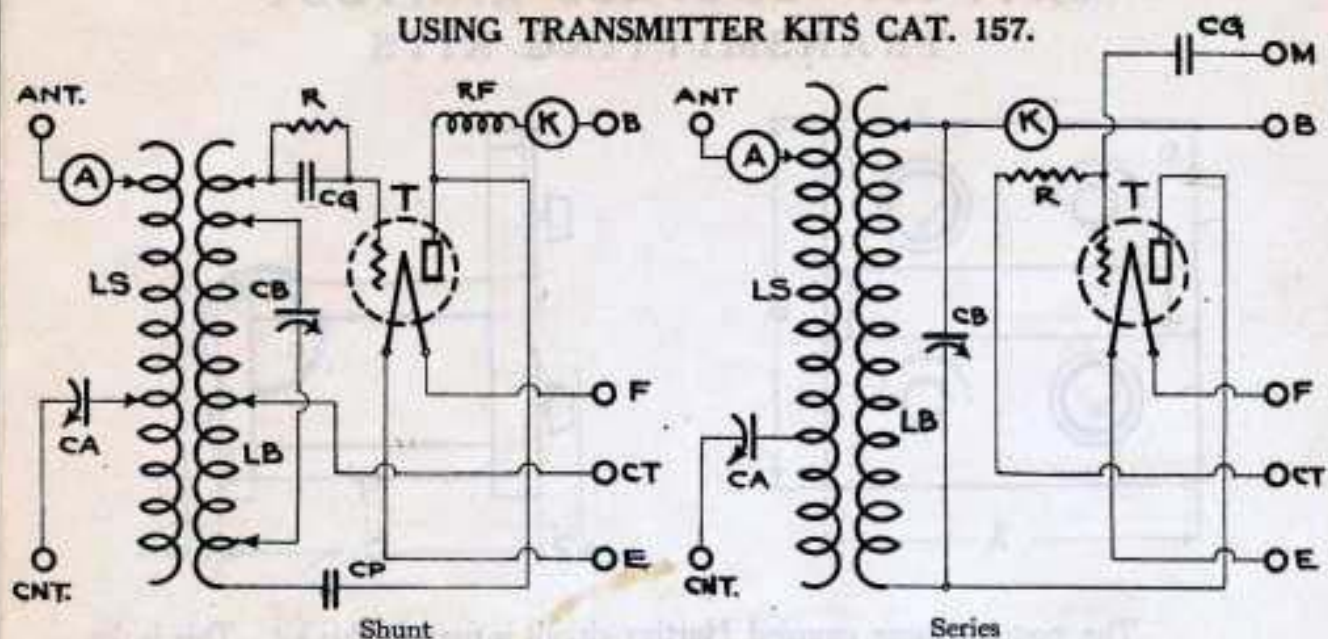 USING TRANSMITTER KITS CAT. 157.
ANT.
A
R
CG
T
RF
K
B
LS
CB
CA
LB
F
CT
E
CNT.
CP
Shunt
ANT
A
CG
M
K
B
R
T
LS
CB
CA
LB
F
CT
E
CNT.
Series